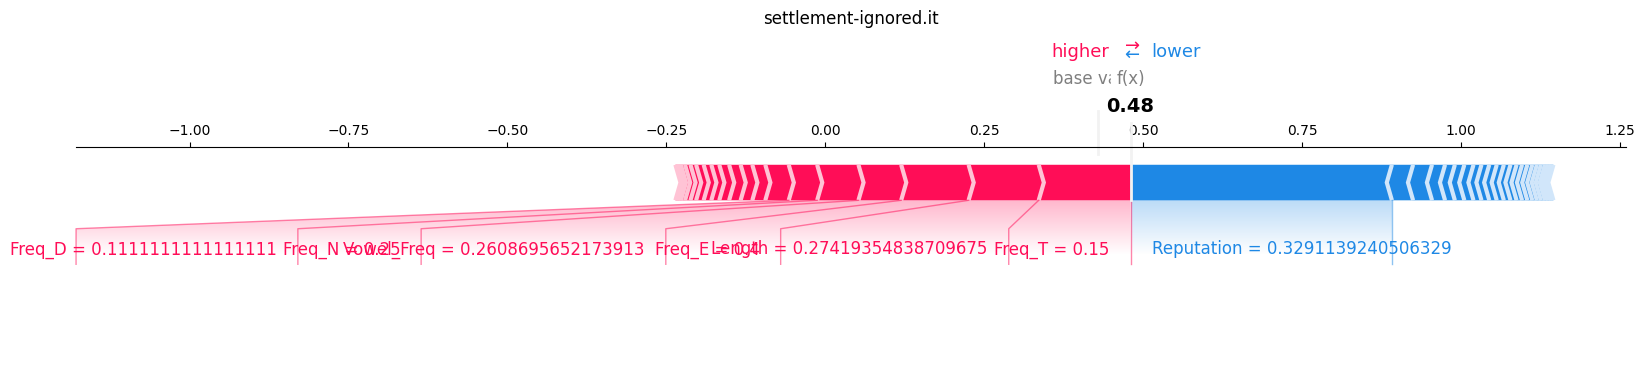 settlement-ignored.it
higher → lower
←
base va f(x)
0.48
−1.00 −0.75 −0.50 −0.25 0.00 0.25 0.50 0.75 1.00 1.25
Freq_D = 0.1111111111111111 Freq_N = 0.25 Vowel_Freq = 0.2608695652173913 Freq_E = 0.4 Length = 0.27419354838709675 Freq_T = 0.15 Reputation = 0.3291139240506329